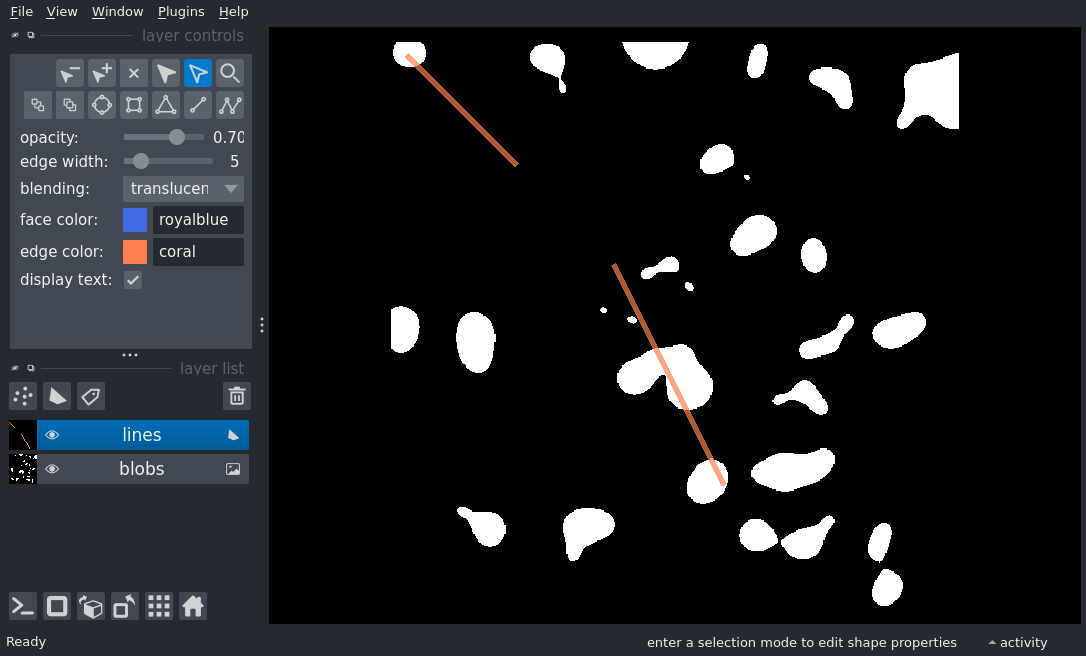 File View Window Plugins Help
layer controls
opacity: 0.70
edge width: 5
blending: translucen
face color: royalblue
edge color: coral
display text:
layer list
lines
blobs
Ready enter a selection mode to edit shape properties activity